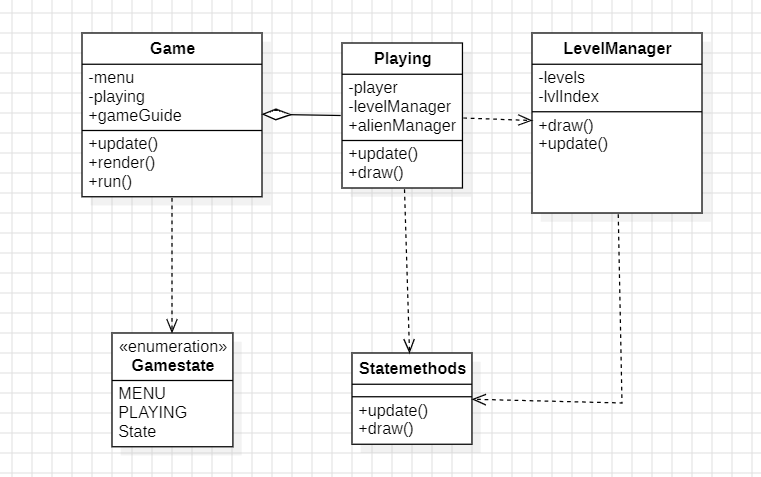 Game
-menu
-playing
+gameGuide
+update()
+render()
+run()
Playing
-player
-levelManager
+alienManager
+update()
+draw()
LevelManager
-levels
-lvlIndex
+draw()
+update()
«enumeration»
Gamestate
MENU
PLAYING
State
Statemethods
+update()
+draw()